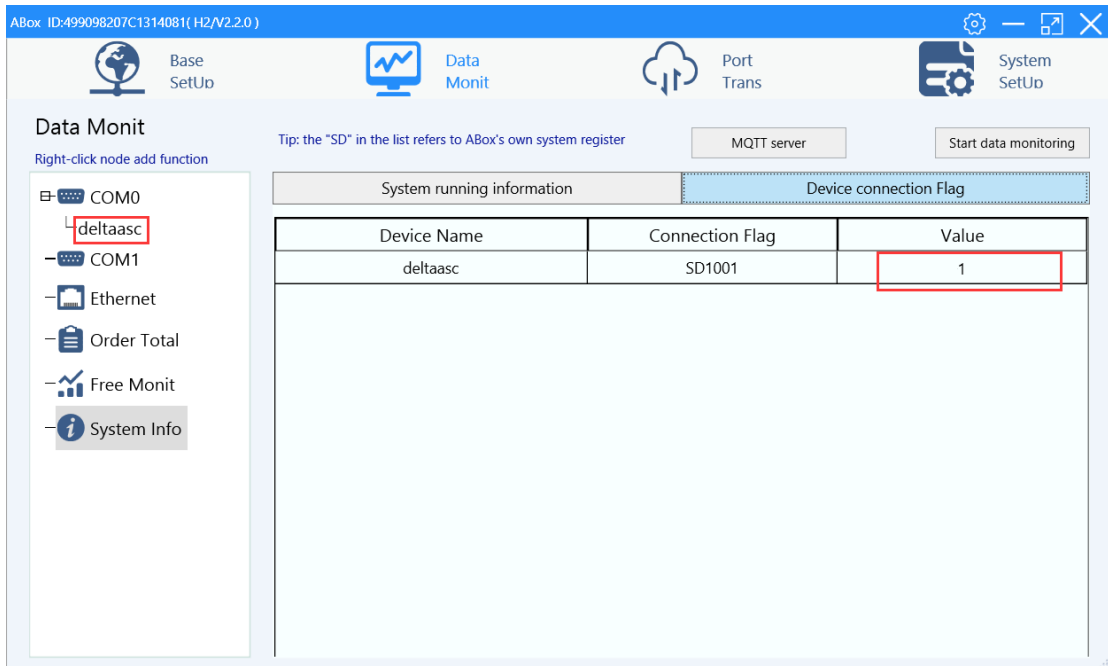 ABox ID:499098207C1314081( H2/V2.2.0 )
Base
SetUp
Data
Monit
Port
Trans
System
SetUp
Data Monit
Right-click node add function
Tip: the "SD" in the list refers to ABox's own system register
MQTT server
Start data monitoring
COM0
deltaasc
COM1
Ethernet
Order Total
Free Monit
System Info
System running information
Device connection Flag
Device Name Connection Flag Value
deltaasc SD1001 1